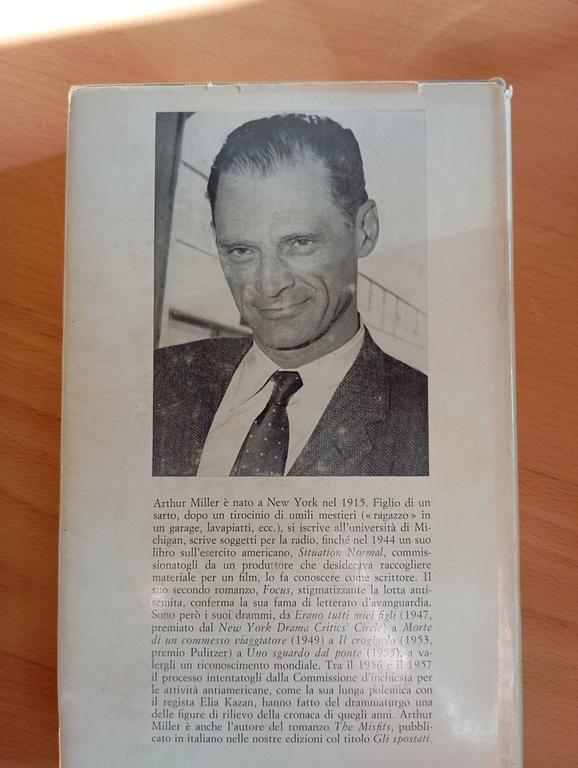 Arthur Miller è nato a New York nel 1915. Figlio di un
sarto, dopo un tirocinio di umili mestieri (« ragazzo » in
un garage, lavapiatti, ecc.), si iscrive all'università di Mi-
chigan, scrive soggetti per la radio, finché nel 1944 un suo
libro sull'esercito americano, Situation Normal, commis-
sionatogli da un produttore che desiderava raccogliere
materiale per un film, lo fa conoscere come scrittore. Il
suo secondo romanzo, Focus, stigmatizzante la lotta anti-
semita, conferma la sua fama di letterato d'avanguardia.
Sono però i suoi drammi, da Erano tutti miei figli (1947,
premiato dal New York Drama Critics' Circle) a Morte
di un commesso viaggiatore (1949) a Il crogiuolo (1953,
premio Pulitzer) a Uno sguardo dal ponte (1955), a va-
lergli un riconoscimento mondiale. Tra il 1956 e il 1957
il processo intentatogli dalla Commissione d'inchiesta per
le attività antiamericane, come la sua lunga polemica con
il regista Elia Kazan, hanno fatto del drammaturgo una
delle figure di rilievo della cronaca di quegli anni. Arthur
Miller è anche l'autore del romanzo The Misfits, pubbli-
cato in italiano nelle nostre edizioni col titolo Gli spostati.